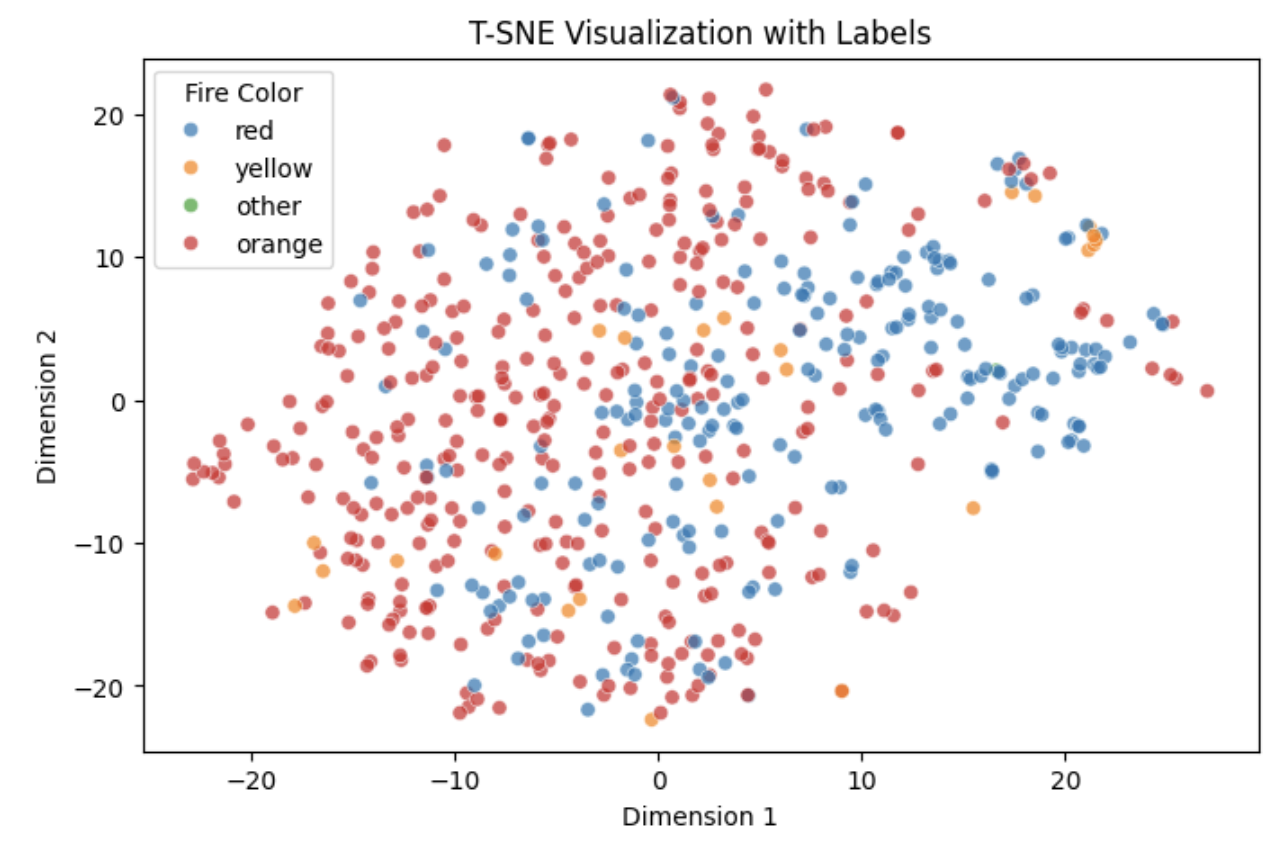 T-SNE Visualization with Labels
Fire Color
red
yellow
other
orange
20
10
0
−10
−20
Dimension 2
−20
−10
0
10
20
Dimension 1